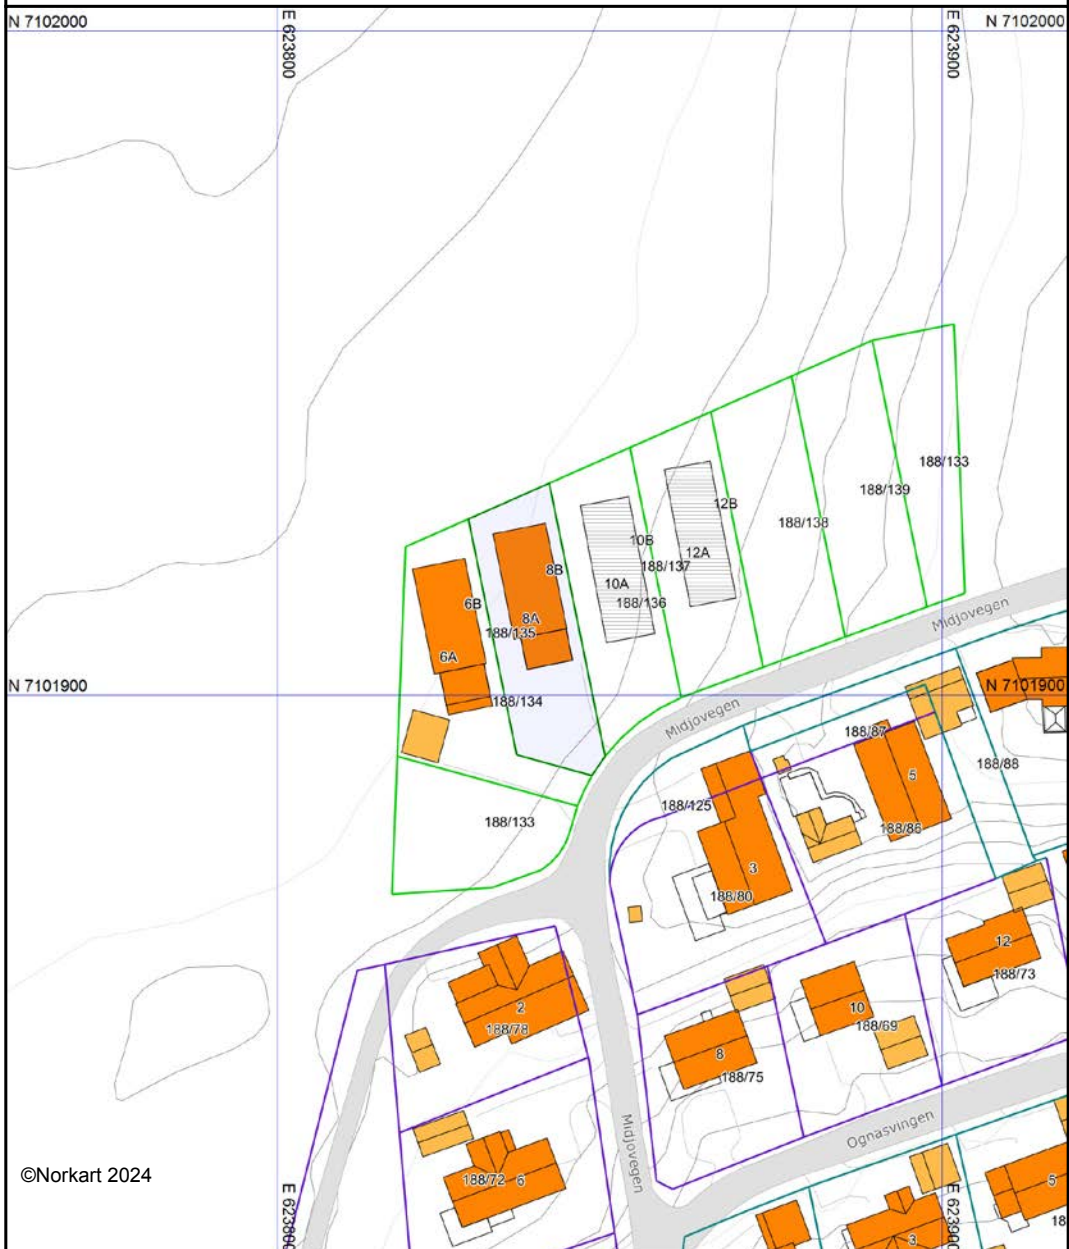 N 7102000
E 623800
E 623900
N 7102000
188/133
188/139
12B
188/138
10B
12A
188/137
8B
10A
188/136
6B
8A
188/135
Midjovegen
6A
N 7101900
N 7101900
188/134
Midjovegen
188/87
188/88
5
188/125
188/133
188/86
3
188/80
12
188/73
2
10
188/78
188/69
8
188/75
Midjovegen
Ognasvingen
©Norkart 2024
188/72
6
5
E 623800
E 623900
18
3